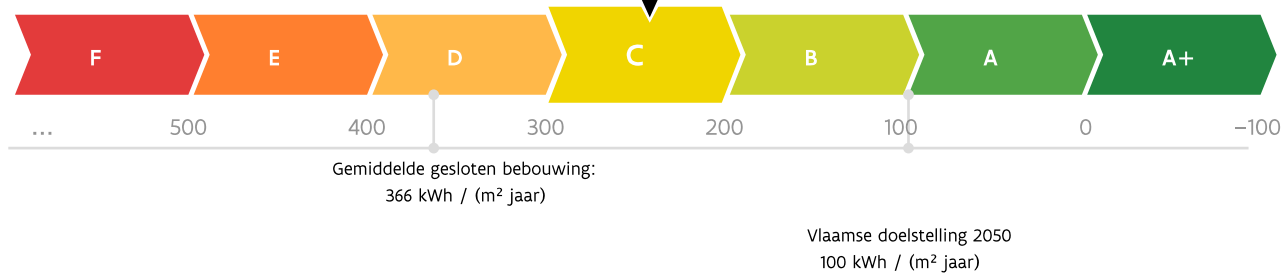 F E D C B A A+
... 500 400 300 200 100 0 −100
Gemiddelde gesloten bebouwing:
366 kWh / (m² jaar)
Vlaamse doelstelling 2050
100 kWh / (m² jaar)